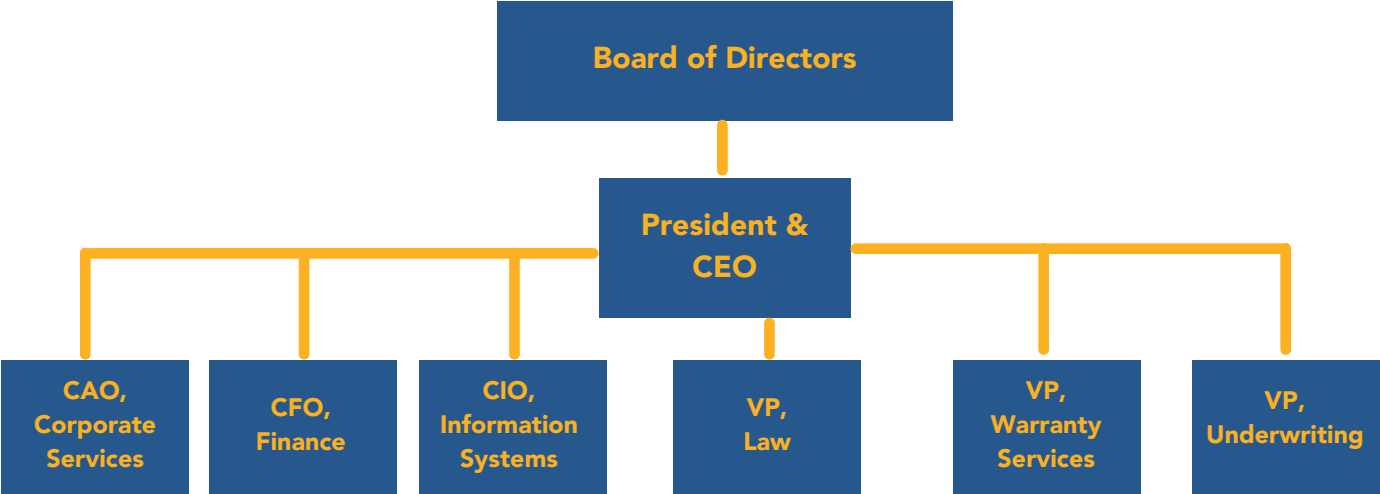 Board of Directors
President &
CEO
CAO,
Corporate
Services
CFO,
Finance
CIO,
Information
Systems
VP,
Law
VP,
Warranty
Services
VP,
Underwriting